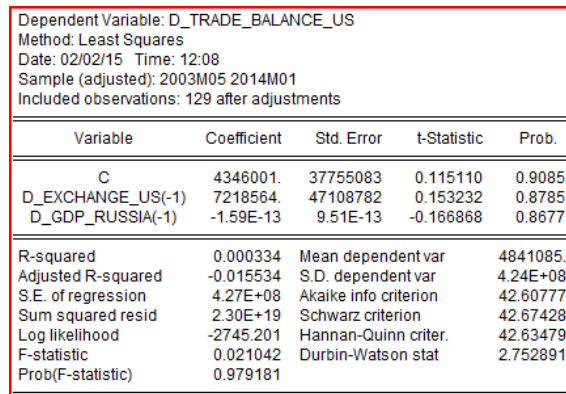 Dependent Variable: D_TRADE_BALANCE_US
Method: Least Squares
Date: 02/02/15 Time: 12:08
Sample (adjusted): 2003M05 2014M01
Included observations: 129 after adjustments
Variable Coefficient Std. Error t-Statistic Prob.
C 4346001. 37755083 0.115110 0.9085
D_EXCHANGE_US(-1) 7218564. 47108782 0.153232 0.8785
D_GDP_RUSSIA(-1) -1.59E-13 9.51E-13 -0.166868 0.8677
R-squared 0.000334 Mean dependent var 4841085.
Adjusted R-squared -0.015534 S.D. dependent var 4.24E+08
S.E. of regression 4.27E+08 Akaike info criterion 42.60777
Sum squared resid 2.30E+19 Schwarz criterion 42.67428
Log likelihood -2745.201 Hannan-Quinn criter. 42.63479
F-statistic 0.021042 Durbin-Watson stat 2.752891
Prob(F-statistic) 0.979181